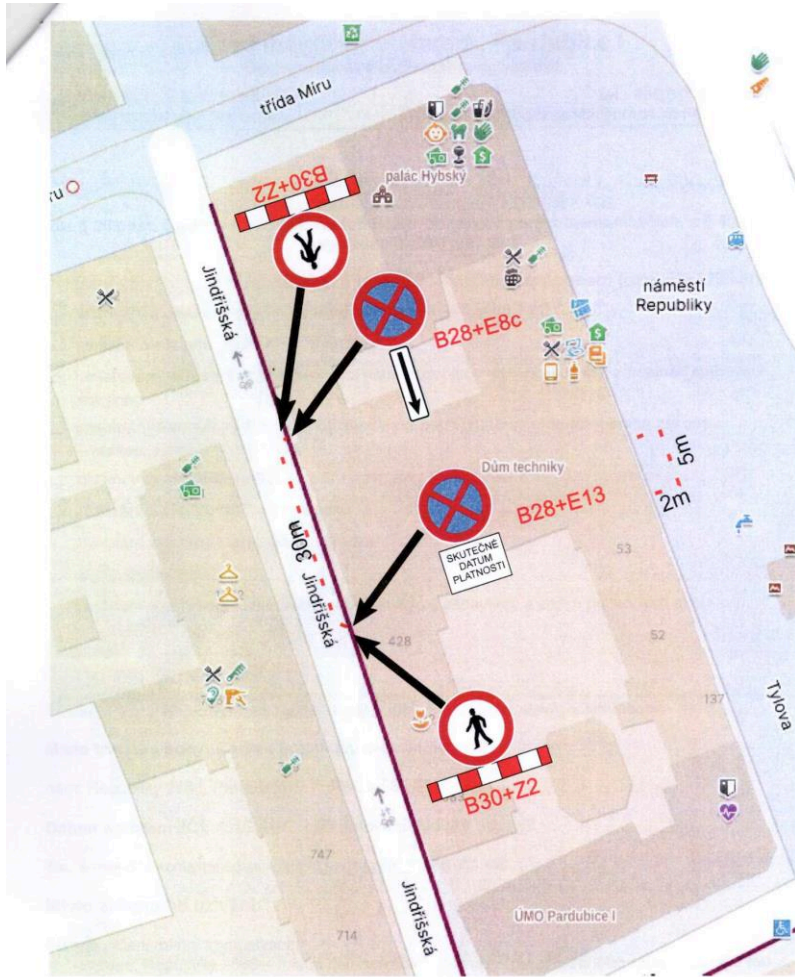 třída Míru
B30+Z2
palác Hybský
Jindřišská
náměstí
Republiky
B28+E8c
Dům techniky
5m
2m
B28+E13
SKUTEČNÉ
DATUM
PLATNOSTI
30m
Jindřišská
53
428
52
137
Tylova
B30+Z2
747
714
Jindřišská
ÚMO Pardubice I